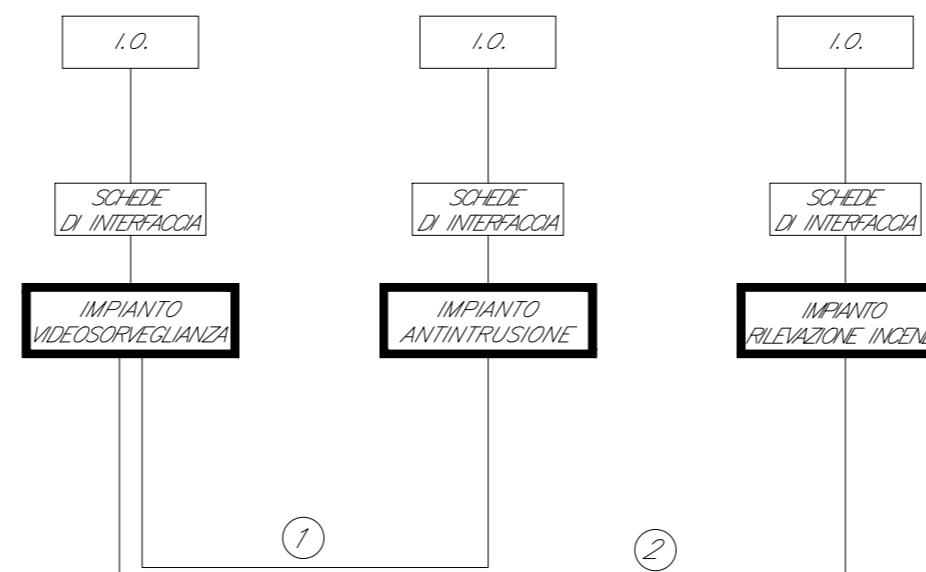 I.O.
I.O.
I.O.
SCHEDE
DI INTERFACCIA
SCHEDE
DI INTERFACCIA
SCHEDE
DI INTERFACCIA
IMPIANTO
VIDEOSORVEGLIANZA
IMPIANTO
ANTINTRUSIONE
IMPIANTO
RILEVAZIONE
1
2